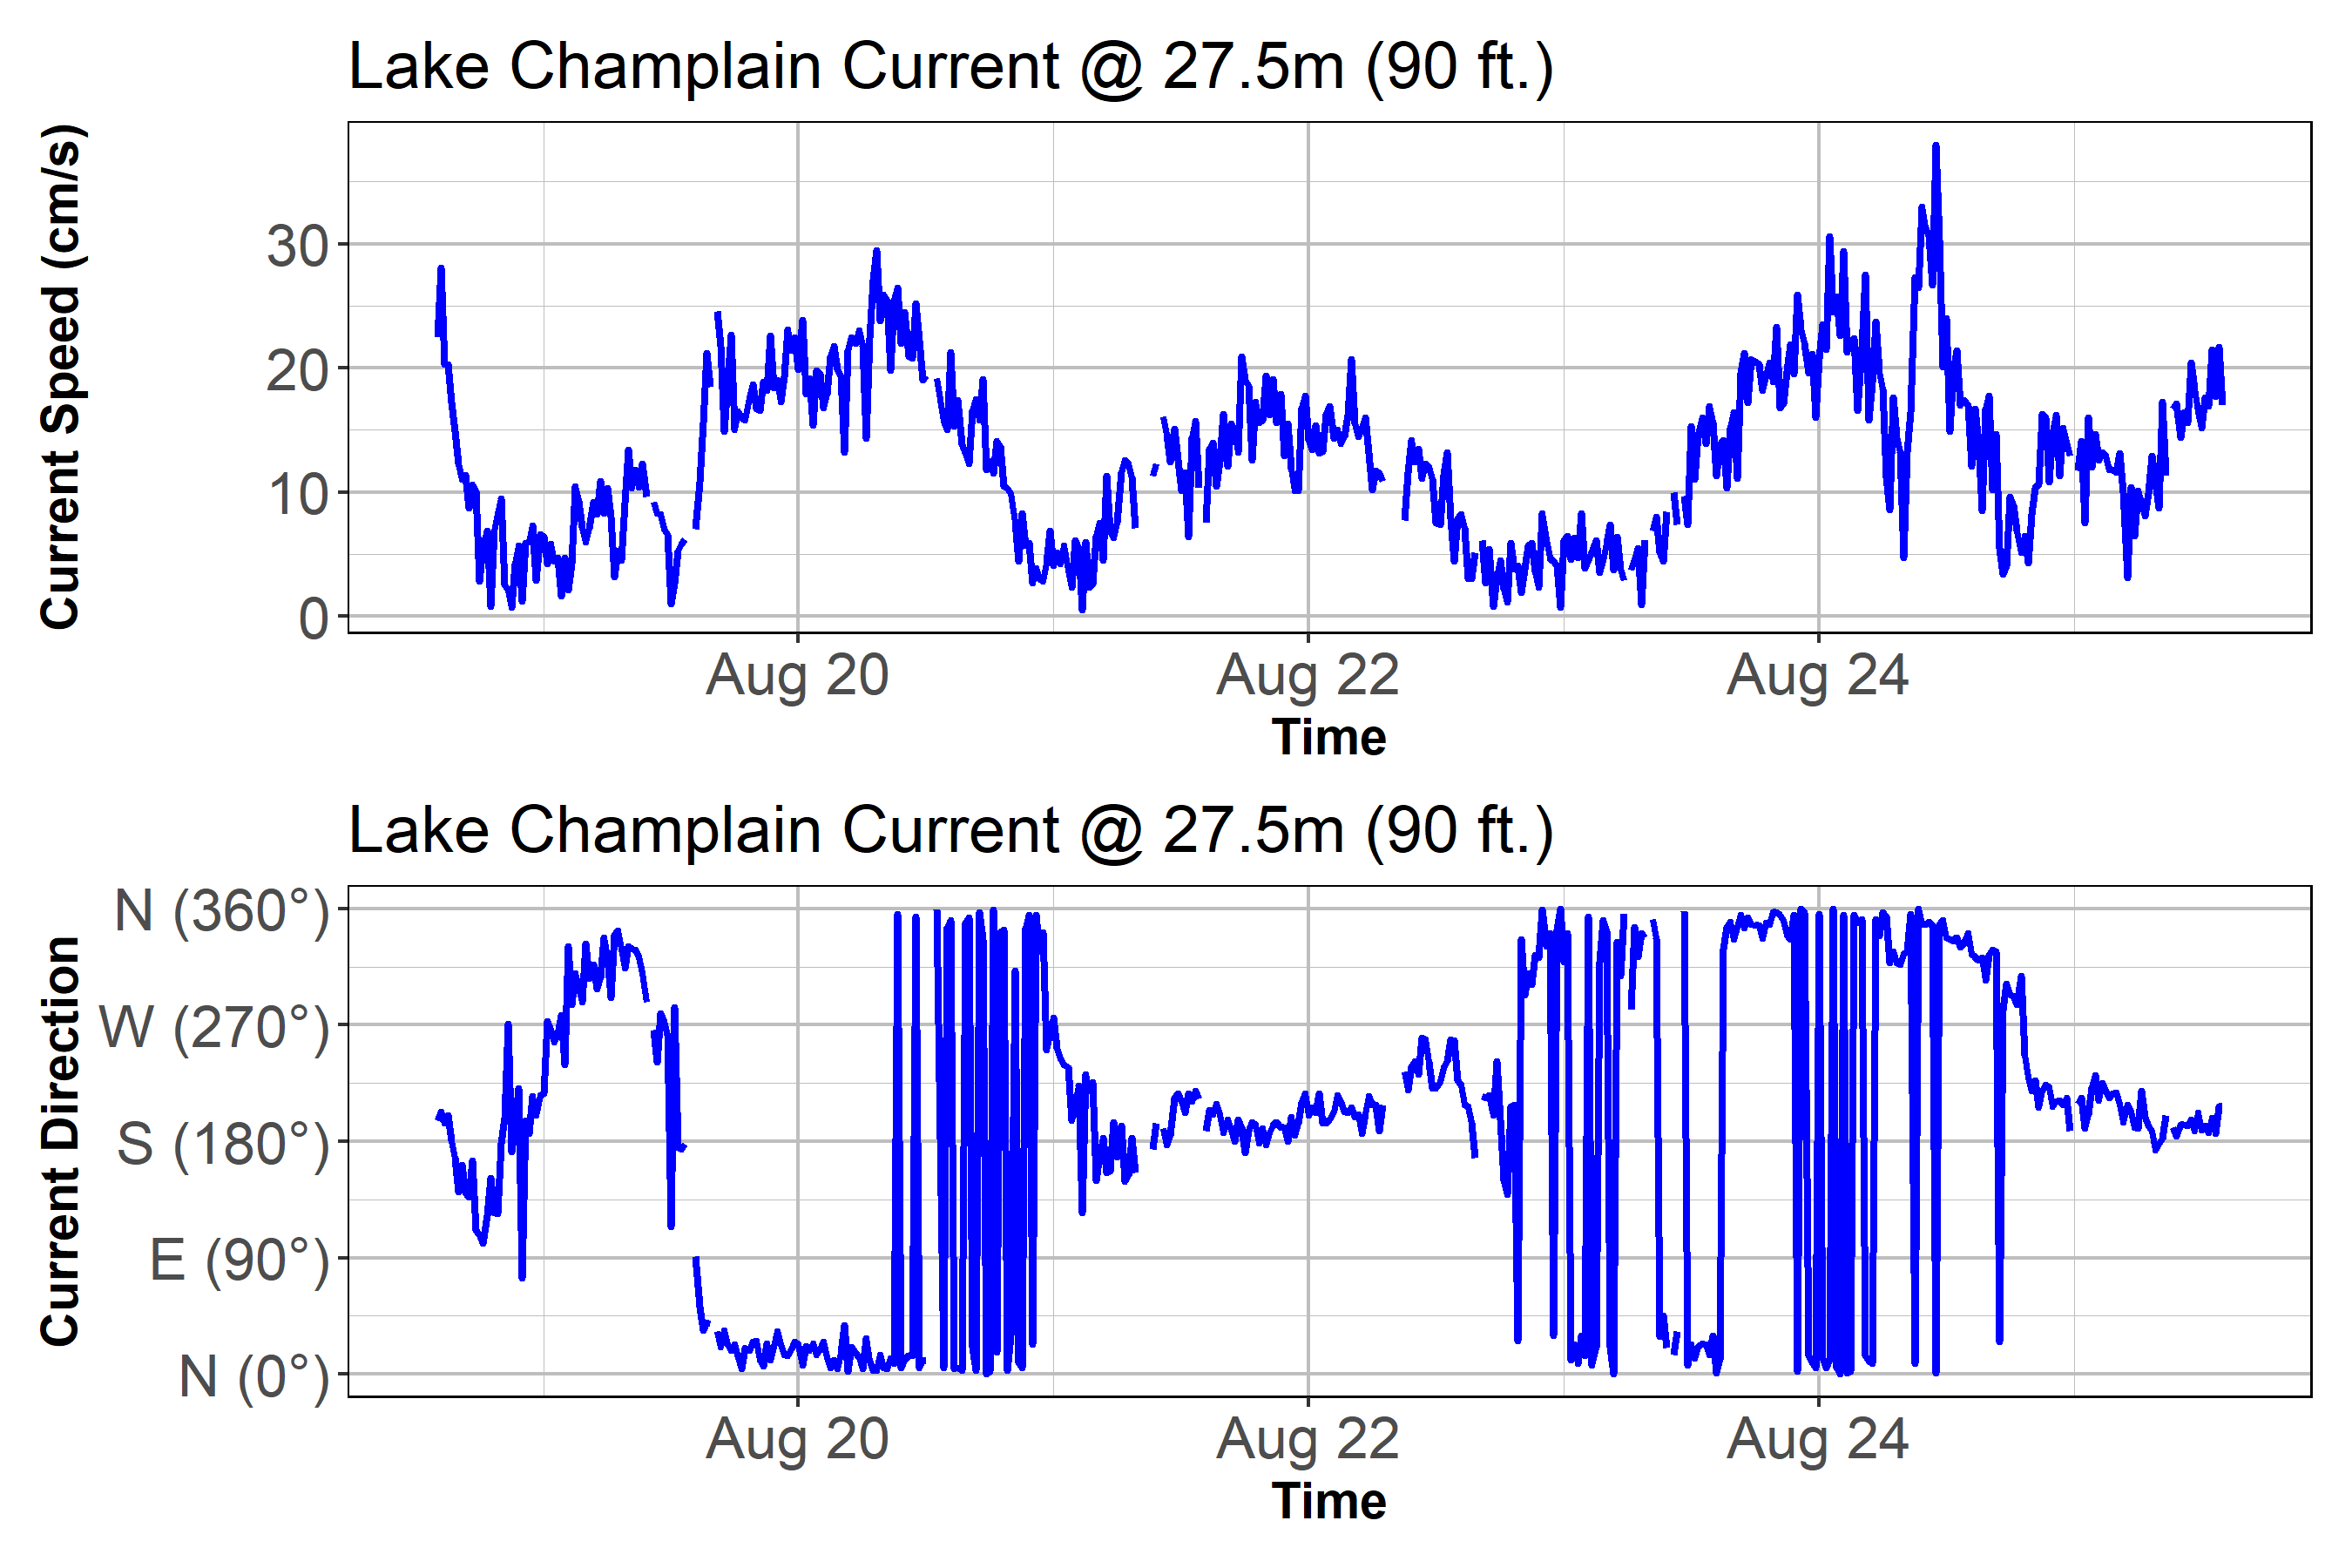 Lake Champlain Current @ 27.5m (90 ft.)
Current Speed (cm/s)
30
20
10
0
Aug 20 Aug 22 Aug 24
Time
Lake Champlain Current @ 27.5m (90 ft.)
Current Direction
N (360°)
W (270°)
S (180°)
E (90°)
N (0°)
Aug 20 Aug 22 Aug 24
Time